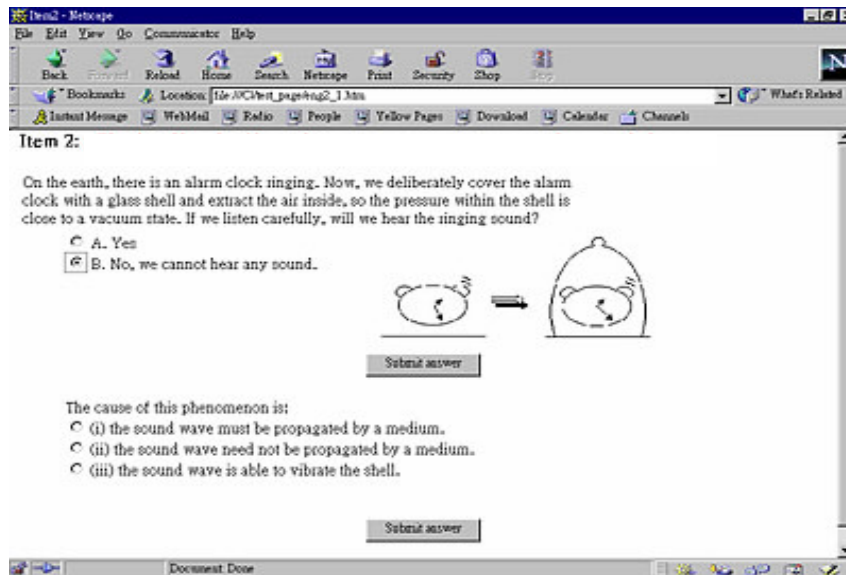 Item2 - Netscape
File Edit View Go Communicator Help
Back Forward Reload Home Search Netscape Print Security Shop Stop
Bookmarks Location: What's Related
Instant Message WebMail Radio People Yellow Pages Download Calendar Channels
Item 2:
On the earth, there is an alarm clock ringing. Now, we deliberately cover the alarm
clock with a glass shell and extract the air inside, so the pressure within the shell is
close to a vacuum state. If we listen carefully, will we hear the ringing sound?
A. Yes
B. No, we cannot hear any sound.
Submit answer
The cause of this phenomenon is:
(i) the sound wave must be propagated by a medium.
(ii) the sound wave need not be propagated by a medium.
(iii) the sound wave is able to vibrate the shell.
Submit answer
Document: Done